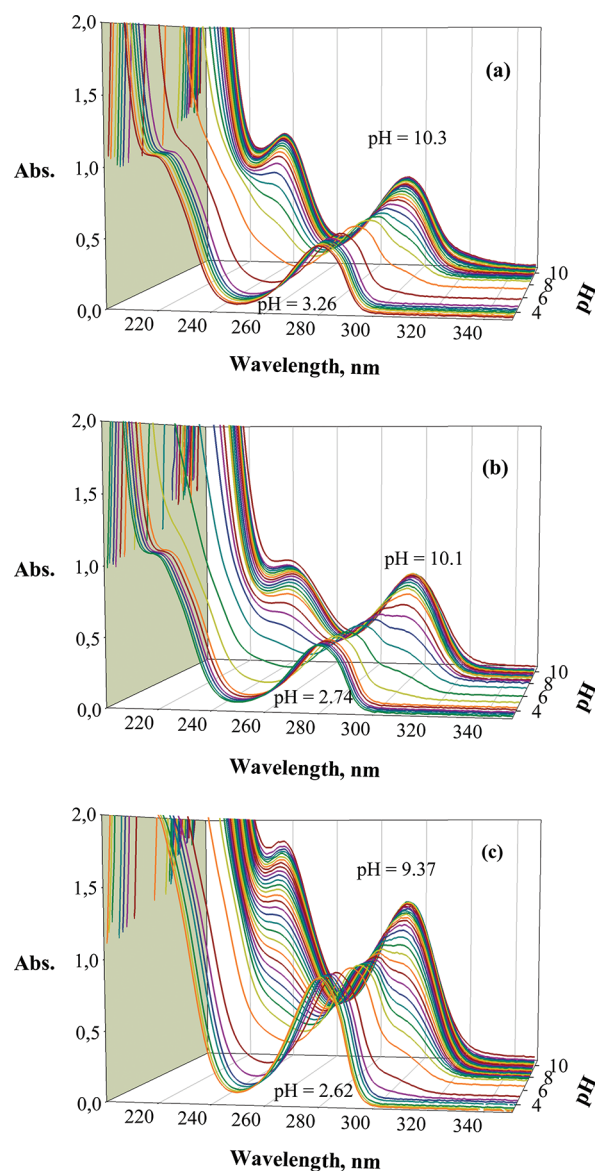 2,0
(a)
1,5
pH = 10.3
Abs.
1,0
0,5
10
8
6
4
pH
pH = 3.26
0,0
220 240 260 280 300 320 340
Wavelength, nm
2,0
(b)
1,5
pH = 10.1
Abs.
1,0
0,5
10
8
6
4
pH
pH = 2.74
0,0
220 240 260 280 300 320 340
Wavelength, nm
2,0
(c)
1,5
pH = 9.37
Abs.
1,0
0,5
10
8
6
4
pH
pH = 2.62
0,0
220 240 260 280 300 320 340
Wavelength, nm